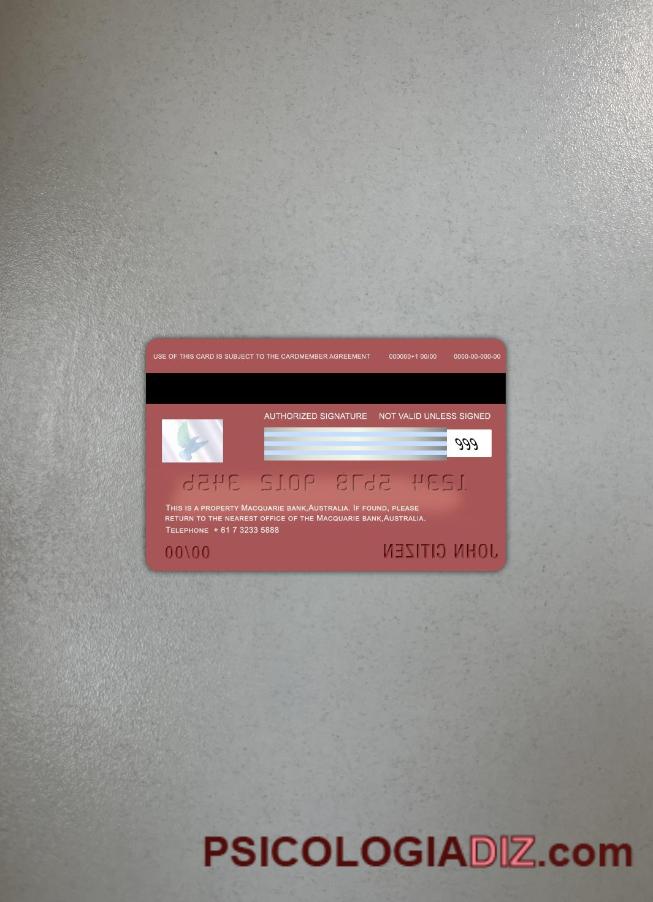 USE OF THIS CARD IS SUBJECT TO THE CARDMEMBER AGREEMENT 000000+1 00/00 0000-00-000-00
AUTHORIZED SIGNATURE NOT VALID UNLESS SIGNED
999
1234 5678 9012 3456
THIS IS A PROPERTY MACQUARIE BANK,AUSTRALIA. IF FOUND, PLEASE
RETURN TO THE NEAREST OFFICE OF THE MACQUARIE BANK,AUSTRALIA.
TELEPHONE + 61 7 3233 5888
00/00 JOHN CITIZEN
PSICOLOGIADIZ.com